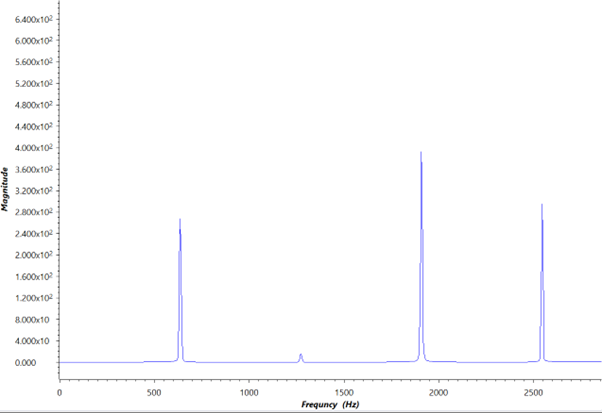 6.400x10²
6.000x10²
5.600x10²
5.200x10²
4.800x10²
4.400x10²
4.000x10²
3.600x10²
3.200x10²
2.800x10²
2.400x10²
2.000x10²
1.600x10²
1.200x10²
8.000x10
4.000x10
0.000
Magnitude
0 500 1000 1500 2000 2500
Frequncy (Hz)